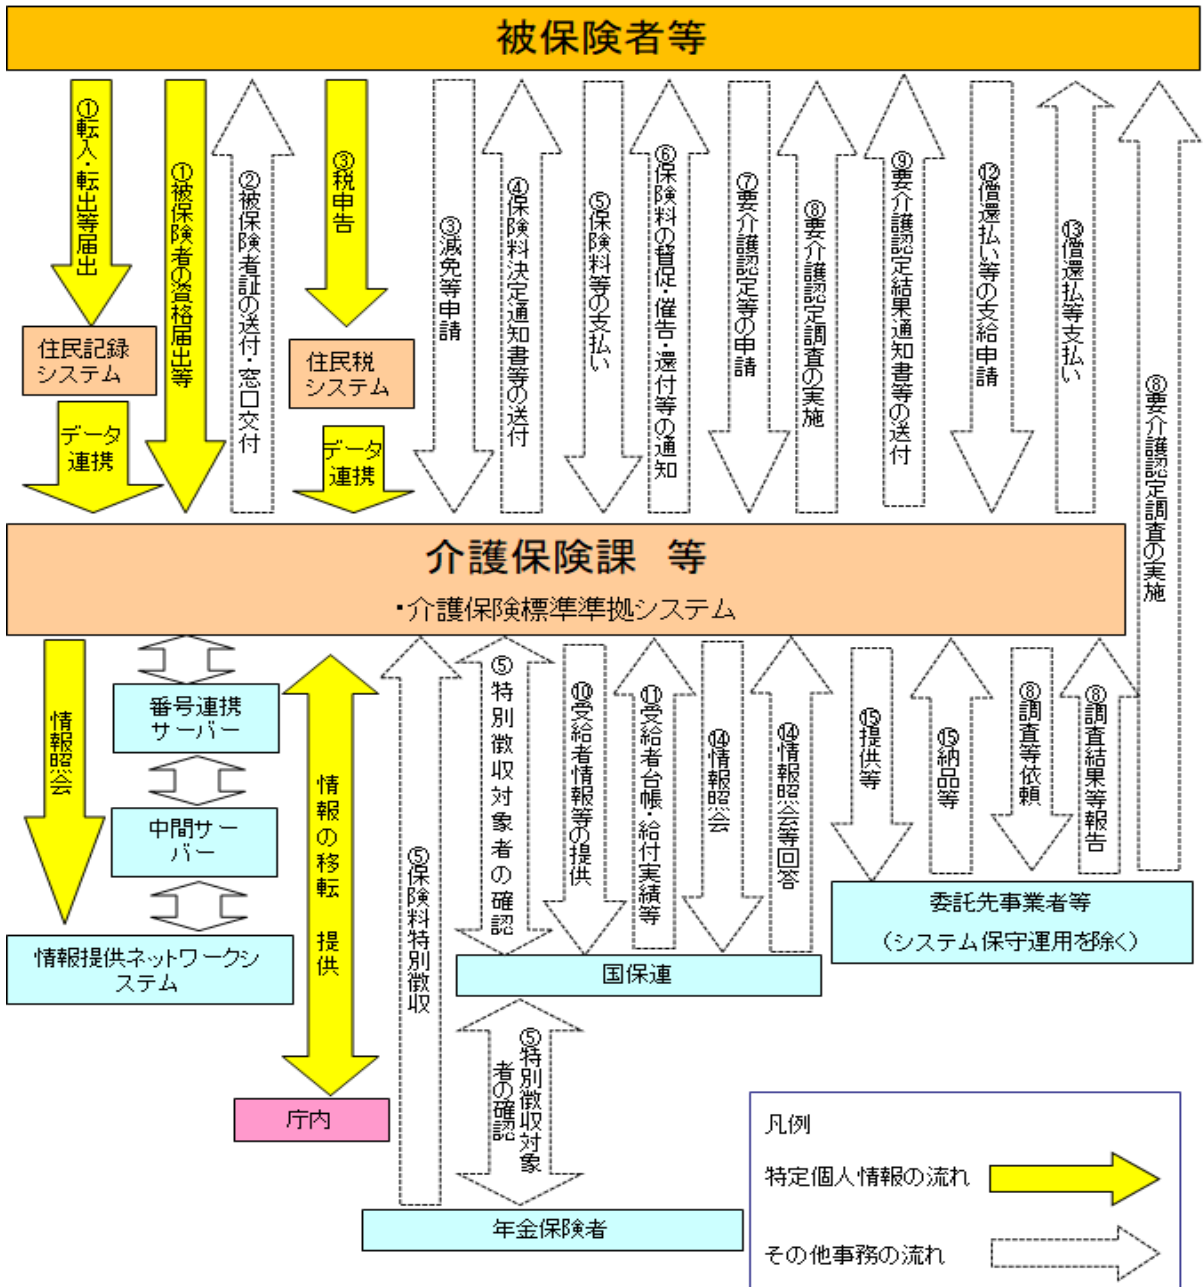 被保険者等
①転入・転出等届出
①被保険者の資格届出等
②被保険者証の送付・窓口交付
③税申告
③減免等申請
④保険料決定通知書等の送付
⑤保険料等の支払い
⑥保険料の督促・催告・還付等の通知
⑦要介護認定等の申請
⑧要介護認定調査の実施
⑨要介護認定結果通知書等の送付
⑫償還払い等の支給申請
⑬償還払等支払い
⑧要介護認定調査の実施
住民記録
システム
住民税
システム
データ
連携
データ
連携
介護保険課　等
・介護保険標準準拠システム
情報照会
番号連携
サーバー
中間サー
バー
情報提供ネットワークシ
ステム
情報の移転　提供
庁内
⑤保険料特別徴収
⑤特別徴収対象者の確認
⑩受給者情報等の提供
⑪受給者台帳・給付実績等
⑭情報照会
⑭情報照会等回答
⑮提供等
⑮納品等
⑧調査等依頼
⑧調査結果等報告
委託先事業者等
（システム保守運用を除く）
国保連
⑤特別徴収対象
者の確認
年金保険者
凡例
特定個人情報の流れ
その他事務の流れ